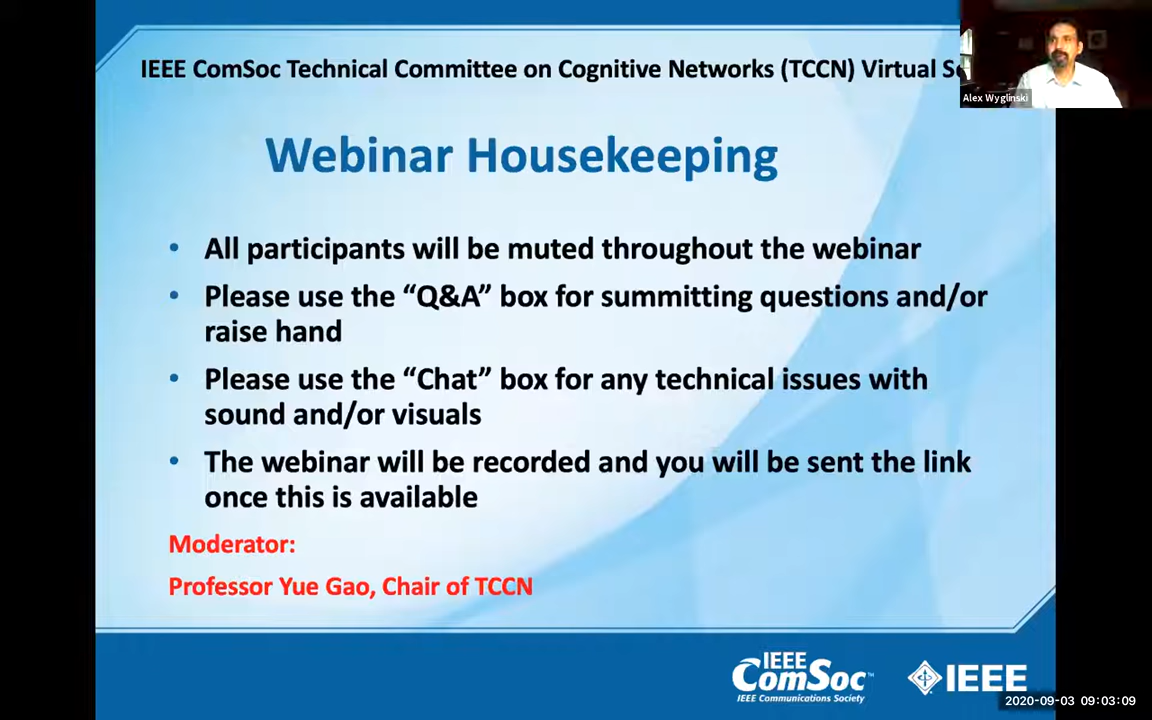 IEEE ComSoc Technical Committee on Cognitive Networks (TCCN) Virtual
Alex Wyglinski
Webinar Housekeeping
• All participants will be muted throughout the webinar
• Please use the “Q&A” box for summitting questions and/or
raise hand
• Please use the “Chat” box for any technical issues with
sound and/or visuals
• The webinar will be recorded and you will be sent the link
once this is available
Moderator:
Professor Yue Gao, Chair of TCCN
IEEE
ComSoc™
IEEE Communications Society
IEEE
2020-09-03 09:03:09